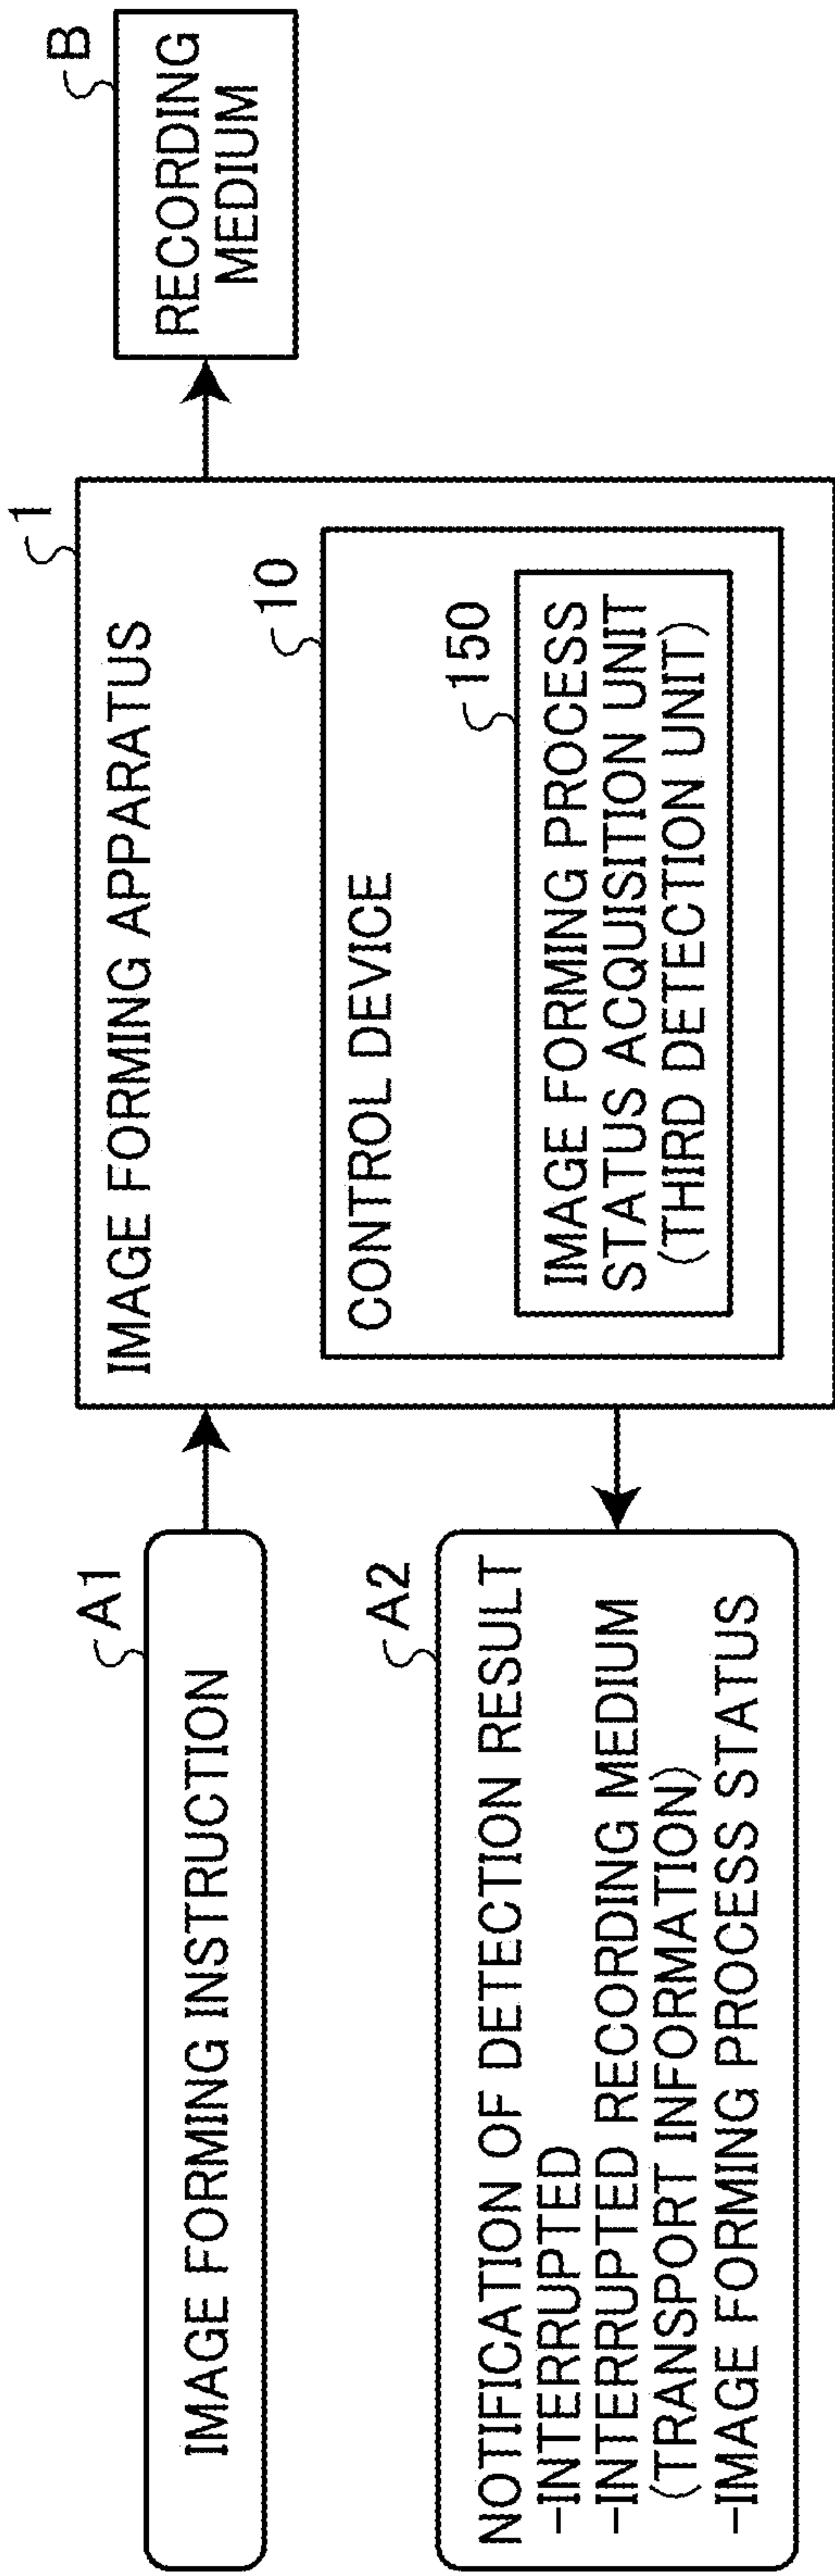 A1
IMAGE FORMING INSTRUCTION
A2
NOTIFICATION OF DETECTION RESULT
-INTERRUPTED
-INTERRUPTED RECORDING MEDIUM
(TRANSPORT INFORMATION)
-IMAGE FORMING PROCESS STATUS
1
IMAGE FORMING APPARATUS
10
CONTROL DEVICE
150
IMAGE FORMING PROCESS
STATUS ACQUISITION UNIT
(THIRD DETECTION UNIT)
B
RECORDING
MEDIUM